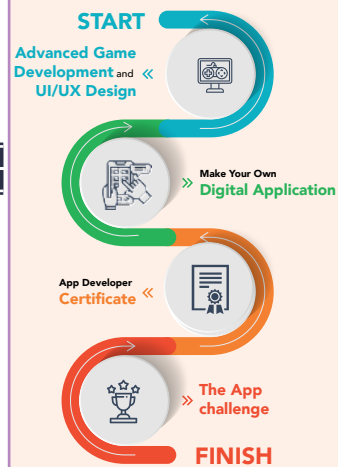 START
Advanced Game
Development and
UI/UX Design
Make Your Own
Digital Application
App Developer
Certificate
The App
challenge
FINISH